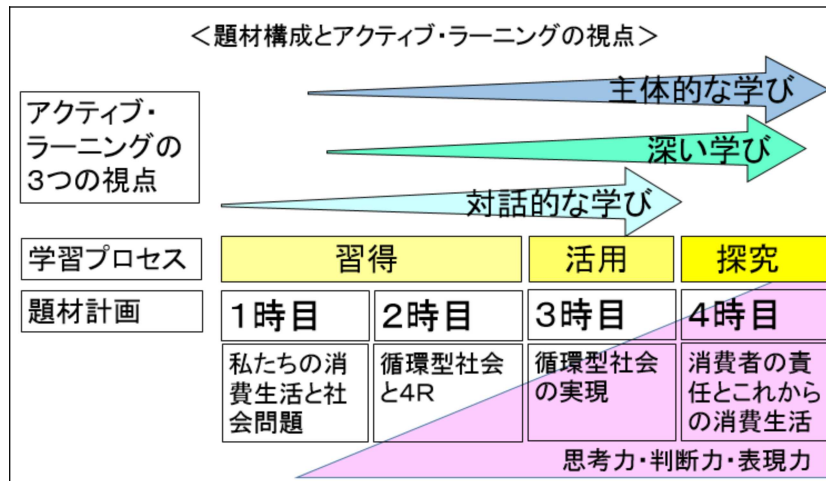 ＜題材構成とアクティブ・ラーニングの視点＞
主体的な学び
アクティブ・
ラーニングの
３つの視点
深い学び
対話的な学び
学習プロセス
習得
活用
探究
題材計画
１時目
２時目
３時目
４時目
私たちの消
費生活と社
会問題
循環型社会
と4R
循環型社会
の実現
消費者の責
任とこれから
の消費生活
思考力・判断力・表現力